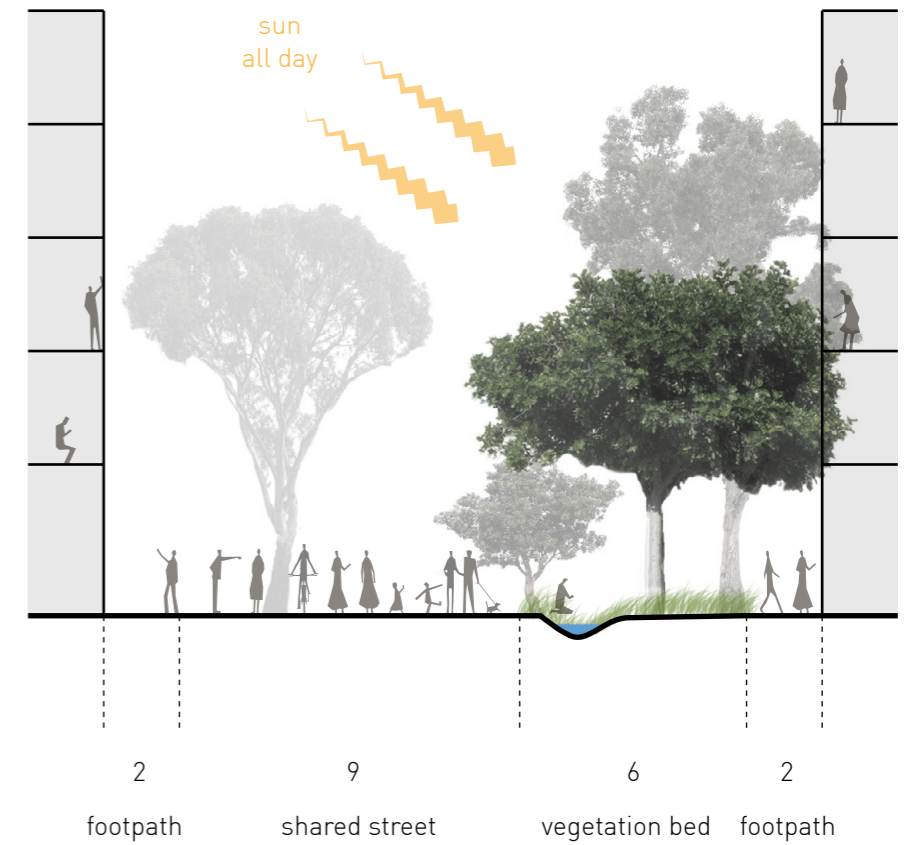 sun
all day
2 9 6 2
footpath shared street vegetation bed footpath